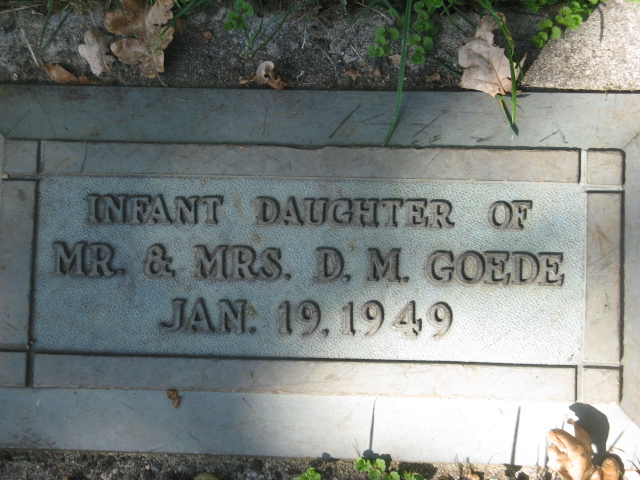 INFANT DAUGHTER OF
MR. & MRS. D. M. GOEDE
JAN. 19, 1949